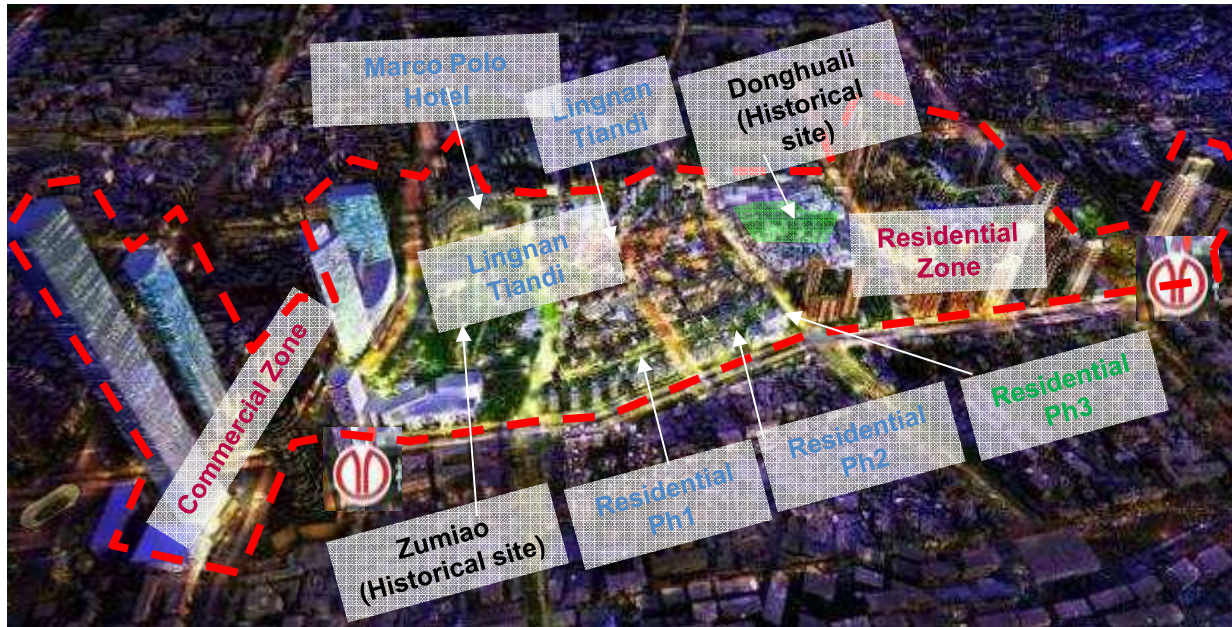 Marco Polo
Hotel
Lingnan
Tiandi
Donghuali
(Historical
site)
Lingnan
Tiandi
Residential
Zone
Commercial Zone
Residential
Ph3
Residential
Ph2
Residential
Ph1
Zumiao
(Historical site)